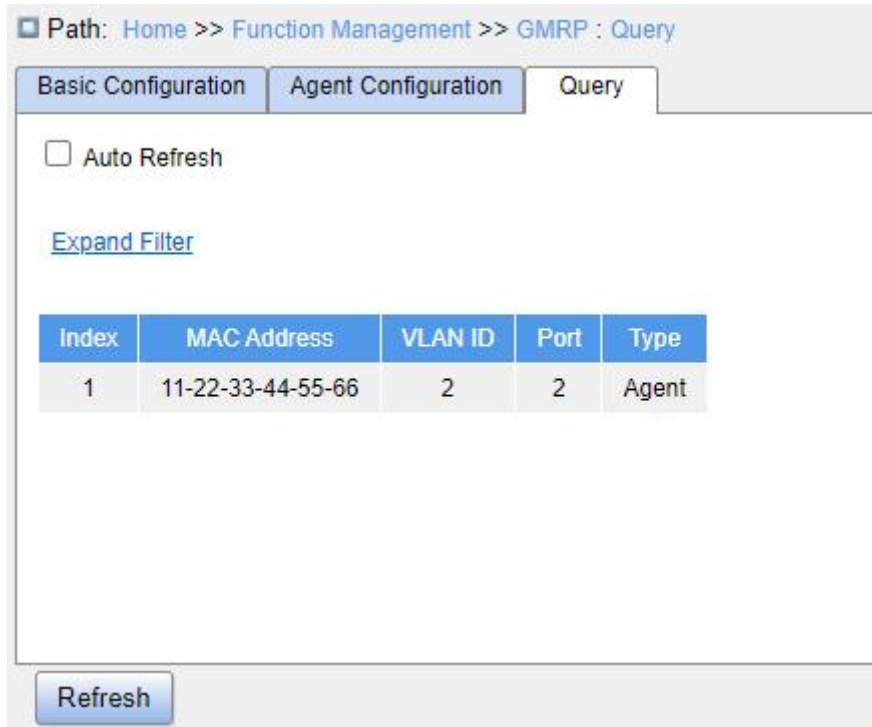 Path: Home >> Function Management >> GMRP : Query
Basic Configuration Agent Configuration Query
Auto Refresh
Expand Filter
Index MAC Address VLAN ID Port Type
1 11-22-33-44-55-66 2 2 Agent
Refresh